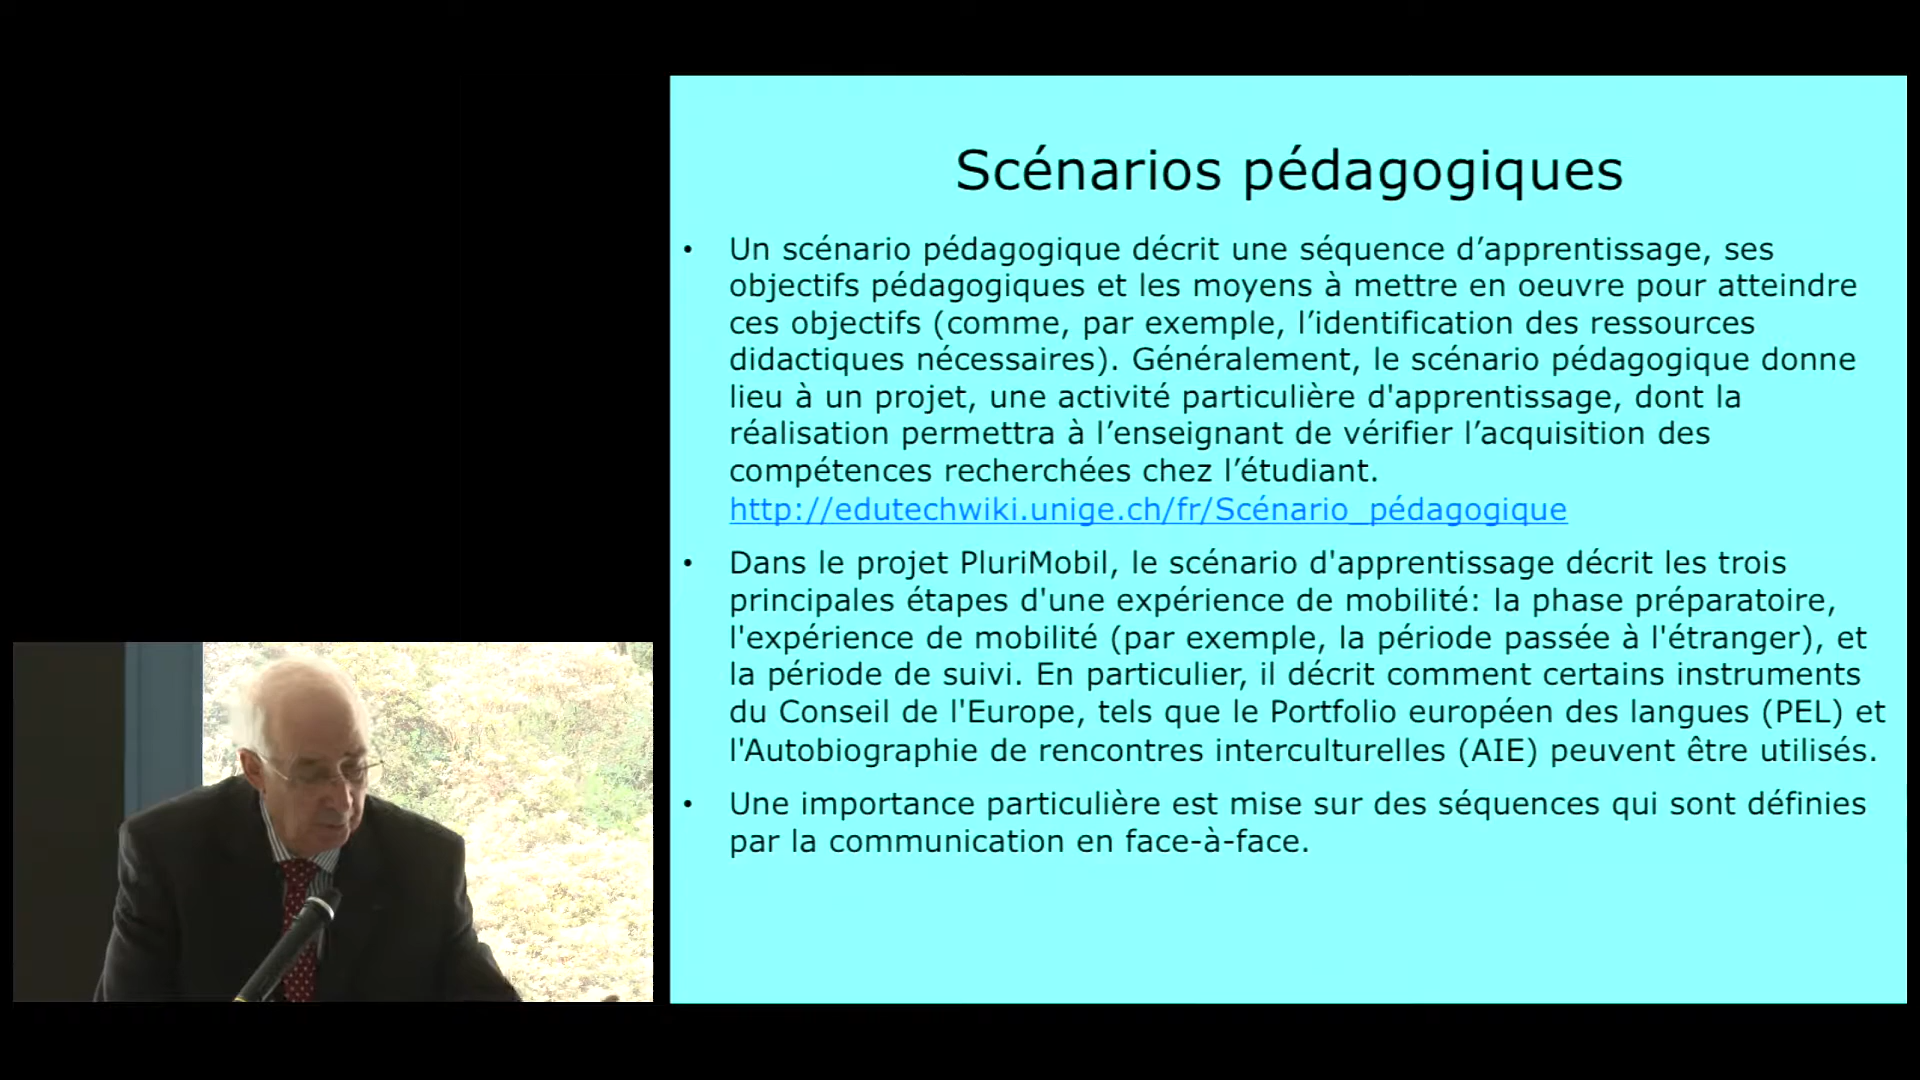 Scénarios pédagogiques
• Un scénario pédagogique décrit une séquence d’apprentissage, ses
objectifs pédagogiques et les moyens à mettre en oeuvre pour atteindre
ces objectifs (comme, par exemple, l’identification des ressources
didactiques nécessaires). Généralement, le scénario pédagogique donne
lieu à un projet, une activité particulière d'apprentissage, dont la
réalisation permettra à l’enseignant de vérifier l’acquisition des
compétences recherchées chez l’étudiant.
http://edutechwiki.unige.ch/fr/Scénario_pédagogique
• Dans le projet PluriMobil, le scénario d'apprentissage décrit les trois
principales étapes d'une expérience de mobilité: la phase préparatoire,
l'expérience de mobilité (par exemple, la période passée à l'étranger), et
la période de suivi. En particulier, il décrit comment certains instruments
du Conseil de l'Europe, tels que le Portfolio européen des langues (PEL) et
l'Autobiographie de rencontres interculturelles (AIE) peuvent être utilisés.
• Une importance particulière est mise sur des séquences qui sont définies
par la communication en face-à-face.